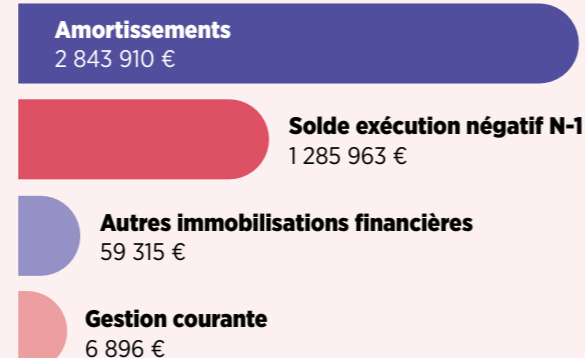 Amortissements
2 843 910 €
Solde exécution négatif N-1
1 285 963 €
Autres immobilisations financières
59 315 €
Gestion courante
6 896 €